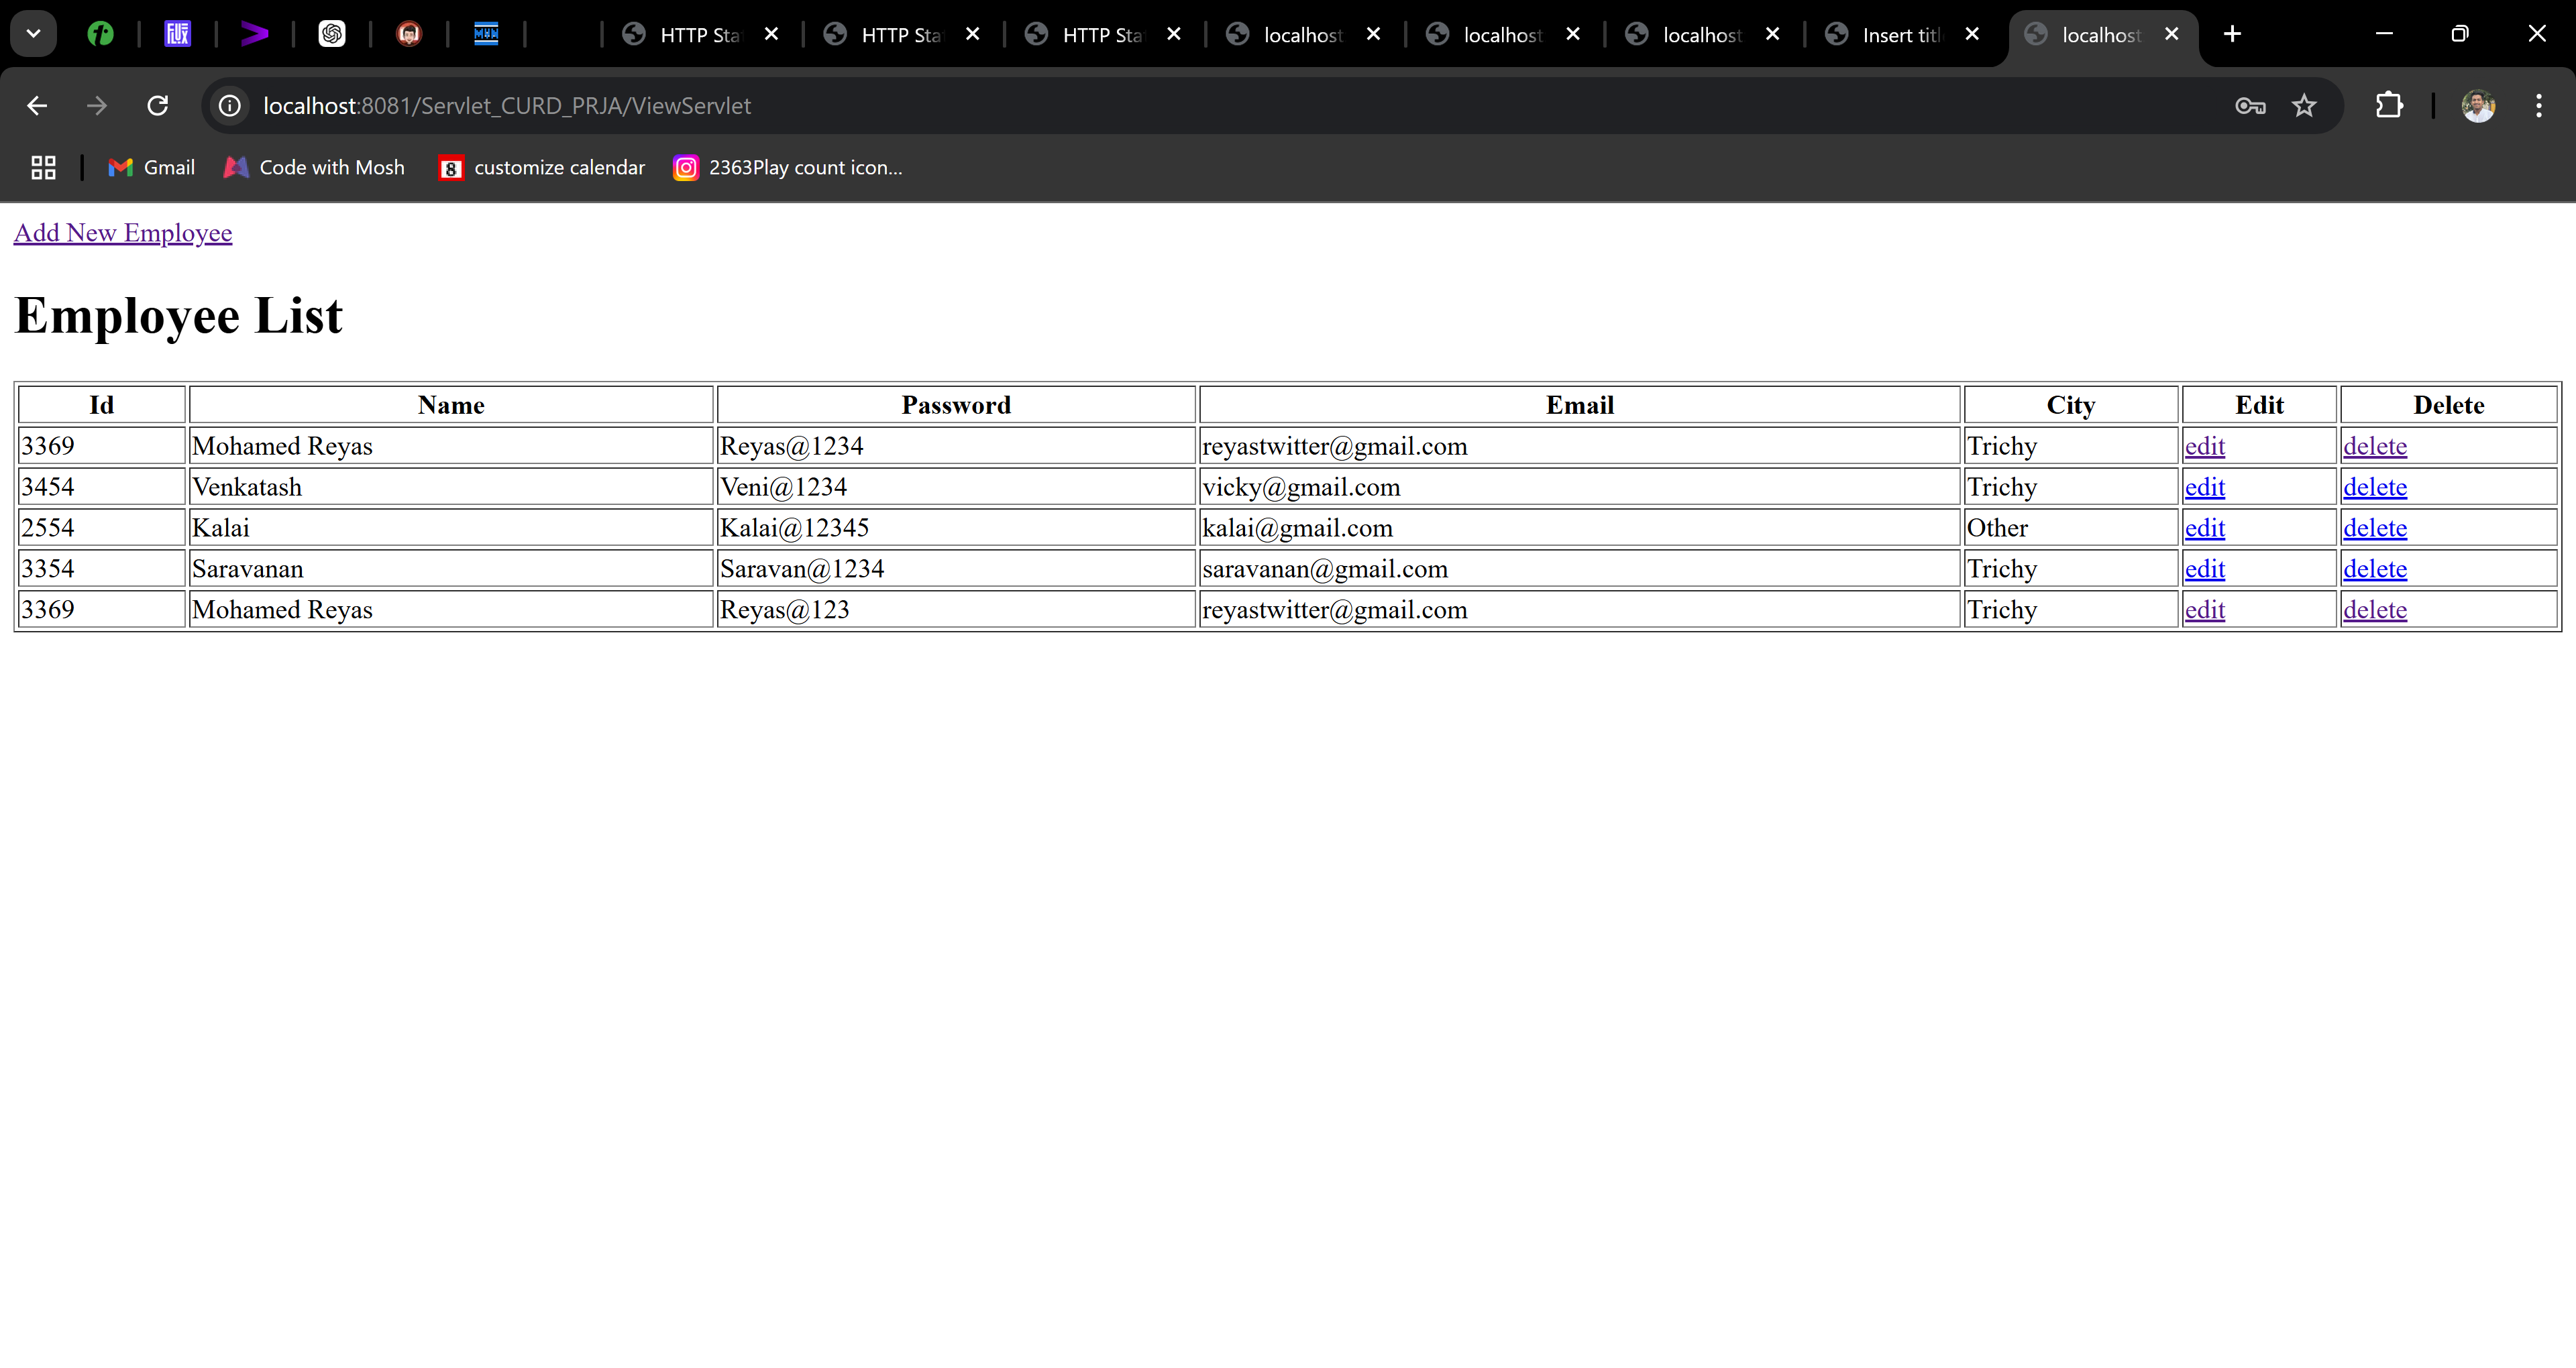 HTTP Sta
HTTP Sta
HTTP Sta
localhost
localhost
localhost
Insert titl
localhost
localhost:8081/Servlet_CURD_PRJA/ViewServlet
Gmail
Code with Mosh
8 customize calendar
2363Play count icon...
Add New Employee
Employee List
Id Name Password Email City Edit Delete
3369 Mohamed Reyas Reyas@1234 reyastwitter@gmail.com Trichy edit delete
3454 Venkatash Veni@1234 vicky@gmail.com Trichy edit delete
2554 Kalai Kalai@12345 kalai@gmail.com Other edit delete
3354 Saravanan Saravan@1234 saravanan@gmail.com Trichy edit delete
3369 Mohamed Reyas Reyas@123 reyastwitter@gmail.com Trichy edit delete